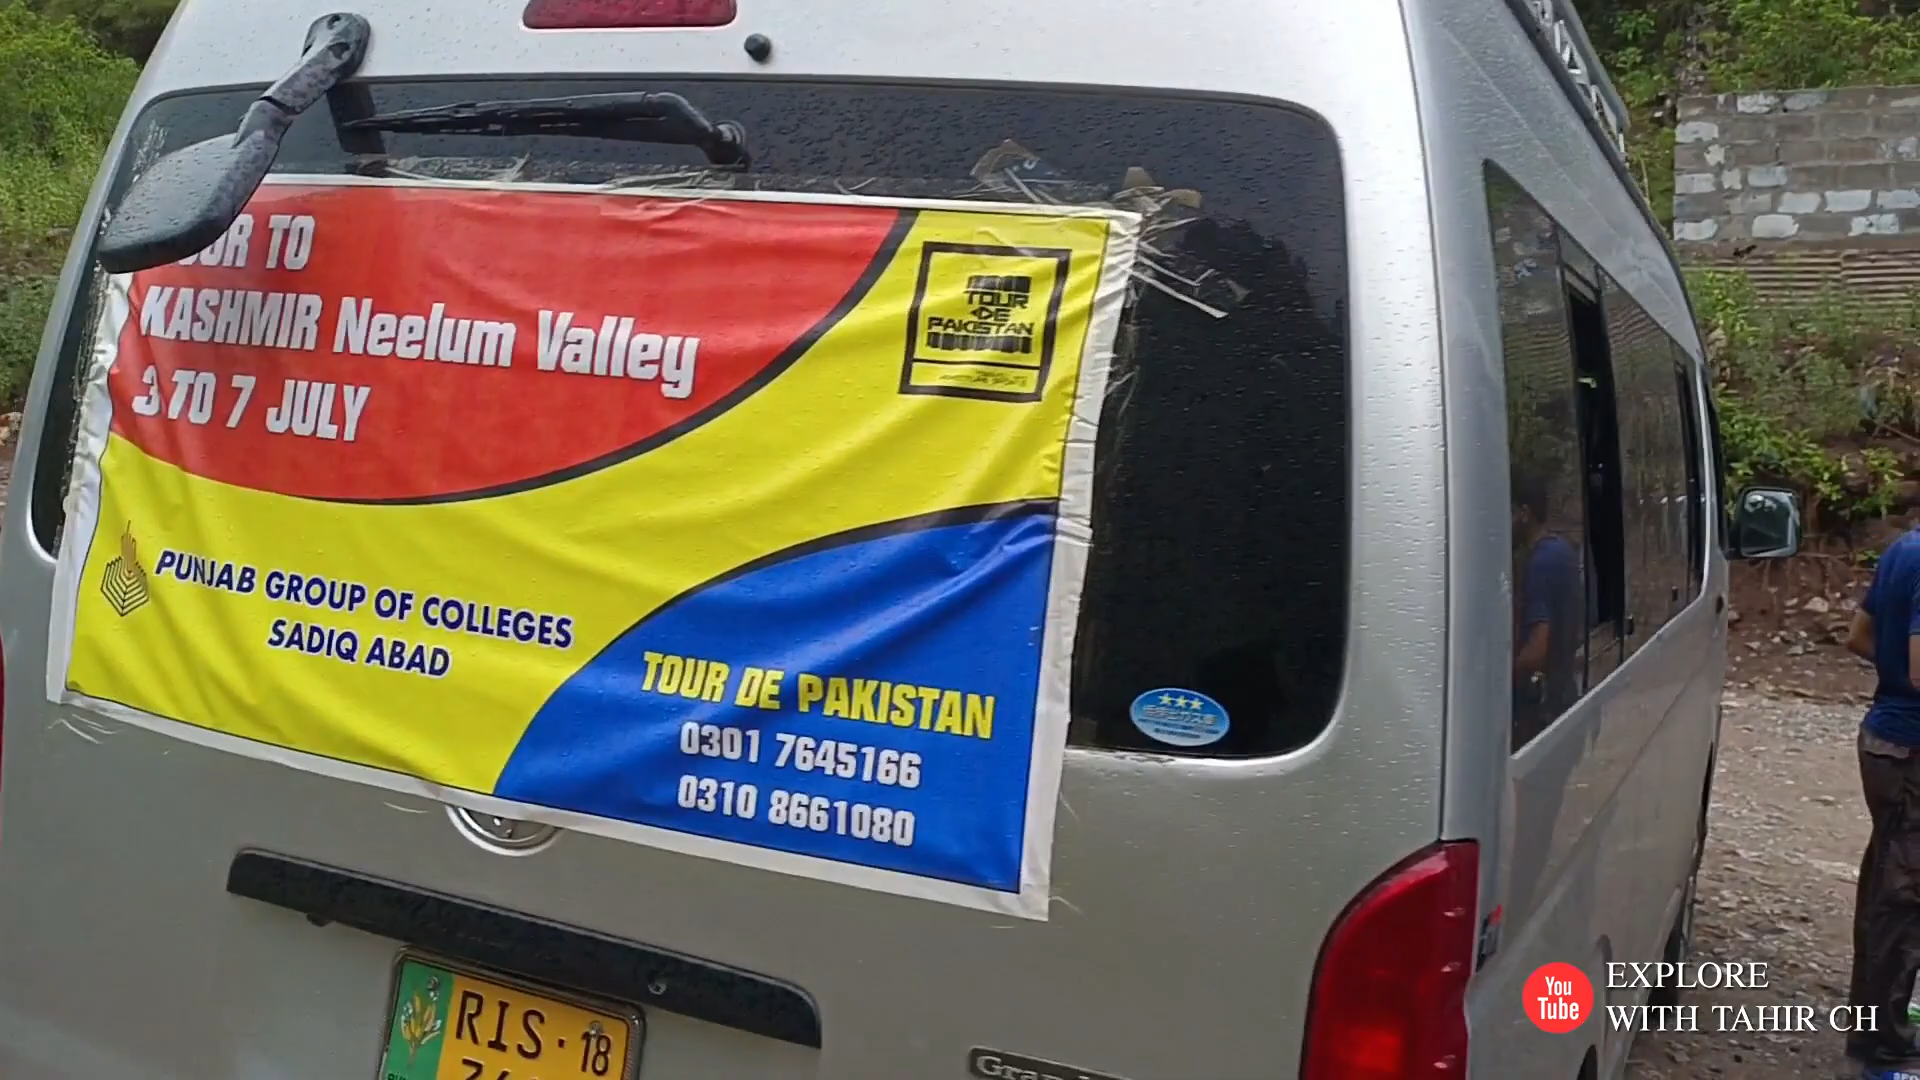 TO
KASHMIR Neelum Valley
3 TO 7 JULY
TOUR
DE
PAKISTAN
PUNJAB GROUP OF COLLEGES
SADIQ ABAD
TOUR DE PAKISTAN
0301 7645166
0310 8661080
RIS·18
You
Tube
EXPLORE
WITH TAHIR CH